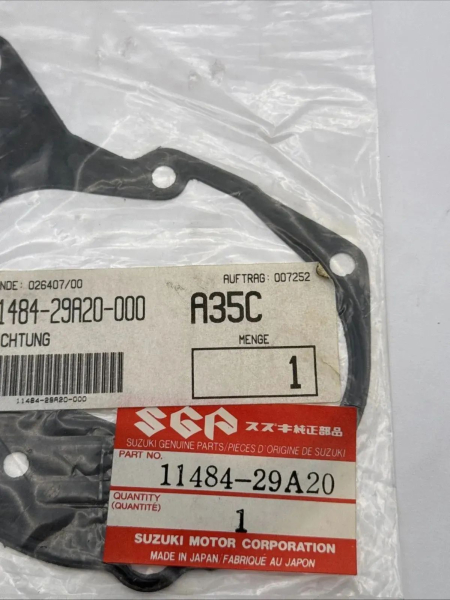 NDE: 026407/00
AUFTRAG: 007252
1484-29A20-000
A35C
CHTUNG
MENGE
1
11484-29A20-000
SGP スズキ純正部品
SUZUKI GENUINE PARTS/PIECES D'ORIGINE DE SUZUKI
PART NO.
11484-29A20
QUANTITY
(QUANTITÉ)
1
SUZUKI MOTOR CORPORATION
MADE IN JAPAN FABRIQUE AU JAPON